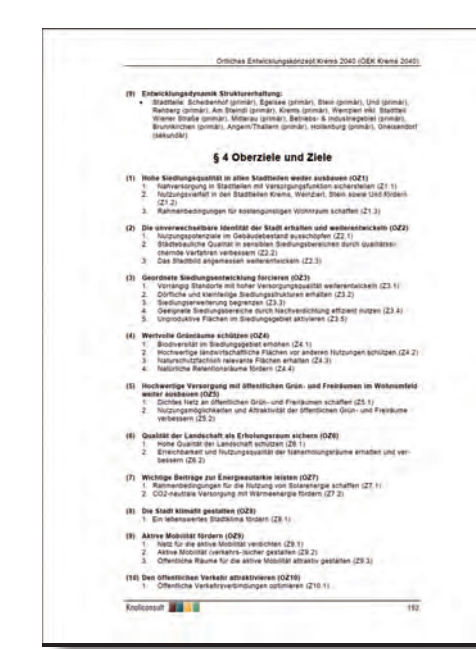 Örtliches Entwicklungskonzept Krems 2040 (ÖEK Krems 2040)
(9) Entwicklungsdynamik Strukturerhaltung:
• Stadtteile: Scheibenhof (primär), Egelsee (primär), Stein (primär), Und (primär),
Rehberg (primär), Am Steindl (primär), Krems (primär), Weinzierl inkl. Stadtteil
Wiener Straße (primär), Mitterau (primär), Betriebs- & Industriegebiet (primär),
Brunnkirchen (primär), Angern/Thallern (primär), Hollenburg (primär), Gneixendorf
(sekundär)
§ 4 Oberziele und Ziele
(1) Hohe Siedlungsqualität in allen Stadtteilen weiter ausbauen (OZ1)
1. Nahversorgung in Stadtteilen mit Versorgungsfunktion sicherstellen (Z1.1)
2. Nutzungsvielfalt in den Stadtteilen Krems, Weinzierl, Stein sowie Und fördern
(Z1.2)
3. Rahmenbedingungen für kostengünstigen Wohnraum schaffen (Z1.3)
(2) Die unverwechselbare Identität der Stadt erhalten und weiterentwickeln (OZ2)
1. Nutzungspotenziale im Gebäudebestand ausschöpfen (Z2.1)
2. Städtebauliche Qualität in sensiblen Siedlungsbereichen durch qualitätssi-
chernde Verfahren verbessern (Z2.2)
3. Das Stadtbild angemessen weiterentwickeln (Z2.3)
(3) Geordnete Siedlungsentwicklung forcieren (OZ3)
1. Vorrangig Standorte mit hoher Versorgungsqualität weiterentwickeln (Z3.1)
2. Dörfliche und kleinteilige Siedlungsstrukturen erhalten (Z3.2)
3. Siedlungserweiterung begrenzen (Z3.3)
4. Geeignete Siedlungsbereiche durch Nachverdichtung effizient nutzen (Z3.4)
5. Unproduktive Flächen im Siedlungsgebiet aktivieren (Z3.5)
(4) Wertvolle Grünräume schützen (OZ4)
1. Biodiversität im Siedlungsgebiet erhöhen (Z4.1)
2. Hochwertige landwirtschaftliche Flächen vor anderen Nutzungen schützen (Z4.2)
3. Naturschutzfachlich relevante Flächen erhalten (Z4.3)
4. Natürliche Retentionsräume fördern (Z4.4)
(5) Hochwertige Versorgung mit öffentlichen Grün- und Freiräumen im Wohnumfeld
weiter ausbauen (OZ5)
1. Dichtes Netz an öffentlichen Grün- und Freiräumen schaffen (Z5.1)
2. Nutzungsmöglichkeiten und Attraktivität der öffentlichen Grün- und Freiräume
verbessern (Z5.2)
(6) Qualität der Landschaft als Erholungsraum sichern (OZ6)
1. Hohe Qualität der Landschaft schützen (Z6.1)
2. Erreichbarkeit und Nutzungsqualität der Naherholungsräume erhalten und ver-
bessern (Z6.2)
(7) Wichtige Beiträge zur Energieautarkie leisten (OZ7)
1. Rahmenbedingungen für die Nutzung von Solarenergie schaffen (Z7.1)
2. CO2-neutrale Versorgung mit Wärmeenergie fördern (Z7.2)
(8) Die Stadt klimafit gestalten (OZ8)
1. Ein lebenswertes Stadtklima fördern (Z8.1)
(9) Aktive Mobilität fördern (OZ9)
1. Netz für die aktive Mobilität verdichten (Z9.1)
2. Aktive Mobilität (verkehrs-)sicher gestalten (Z9.2)
3. Öffentliche Räume für die aktive Mobilität attraktiv gestalten (Z9.3)
(10) Den öffentlichen Verkehr attraktivieren (OZ10)
1. Öffentliche Verkehrsverbindungen optimieren (Z10.1)
Knollconsult
152